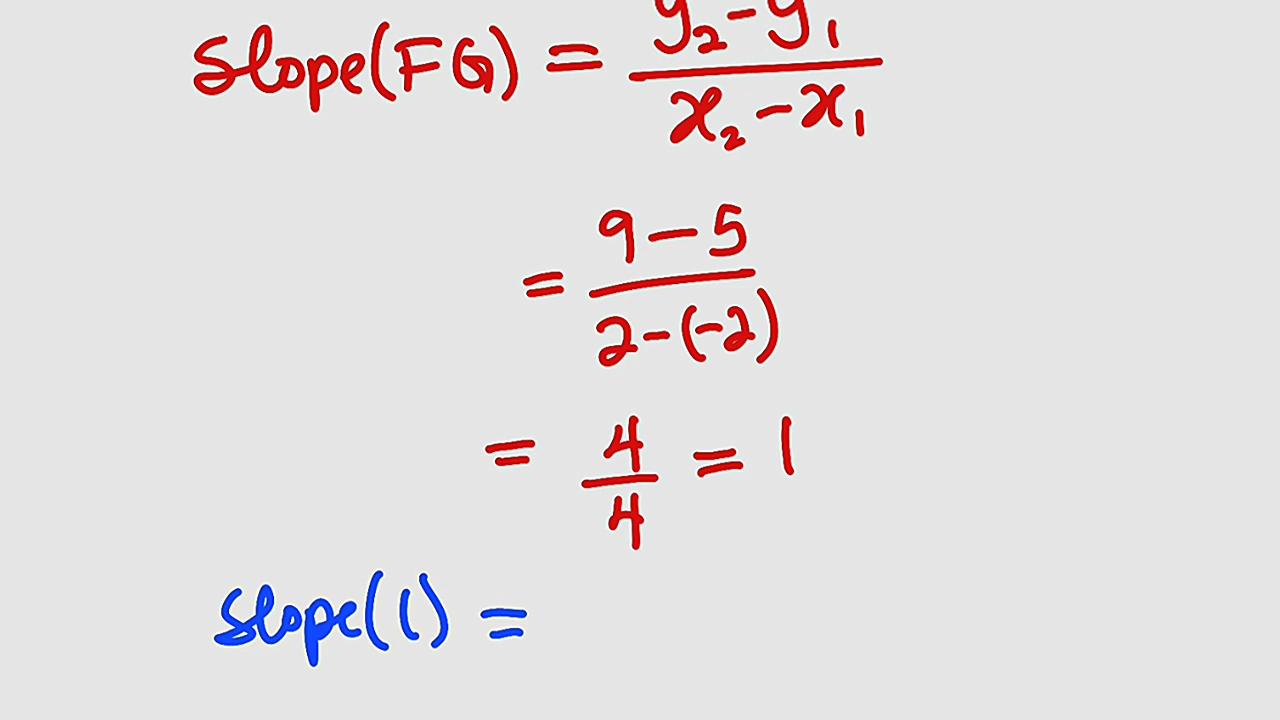 Slope(FG) = y₂-y₁ / x₂-x₁
= 9-5 / 2-(-2)
= 4/4 = 1
Slope(l) =